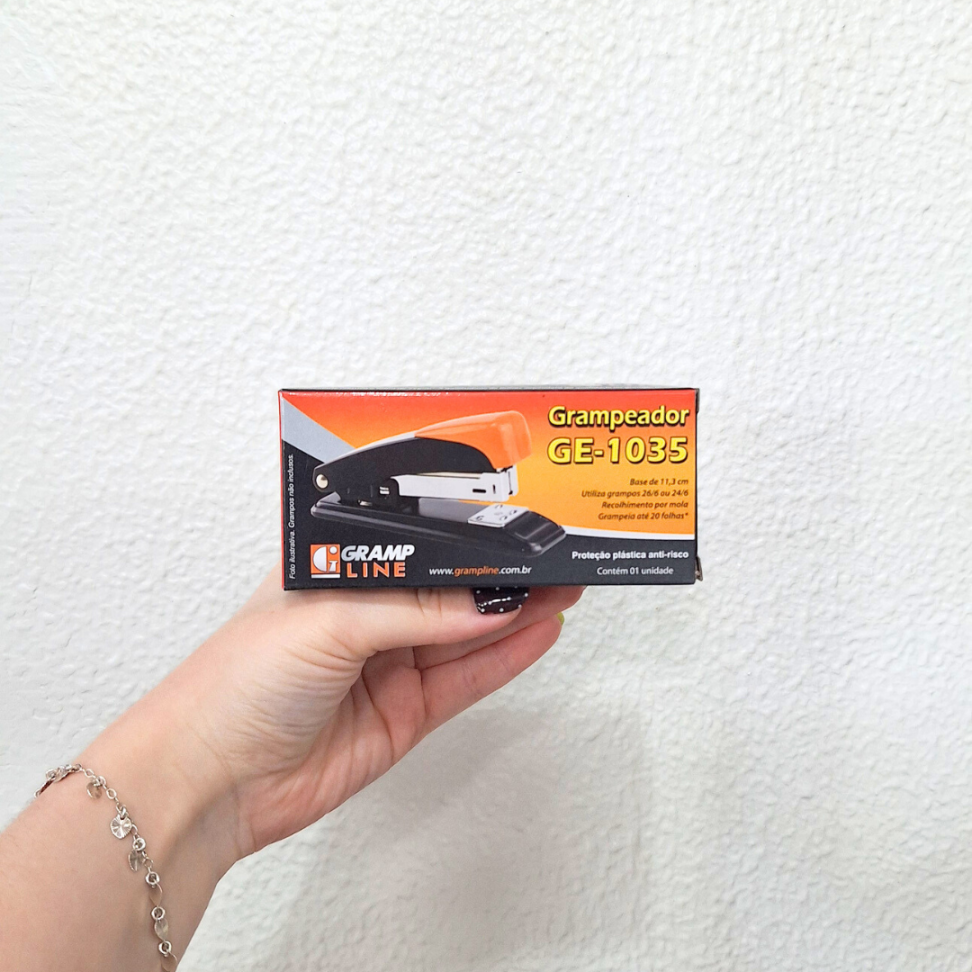 Grampeador
GE-1035
Base de 11,3 cm
Utiliza grampos 26/6 ou 24/6
Recolhimento por mola
Grampeia até 20 folhas*
Proteção plástica anti-risco
Contém 01 unidade
GRAMP
LINE
www.grampline.com.br
Foto ilustrativa. Grampos não inclusos.